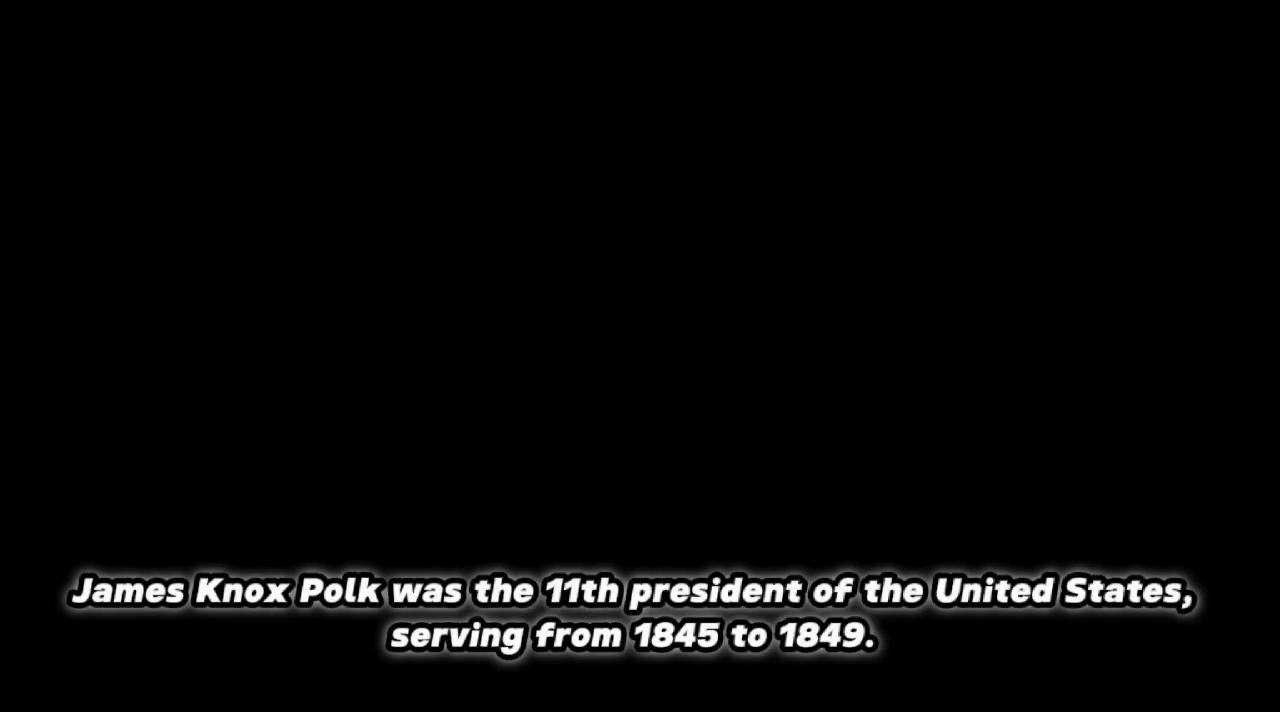 James Knox Polk was the 11th president of the United States,
serving from 1845 to 1849.